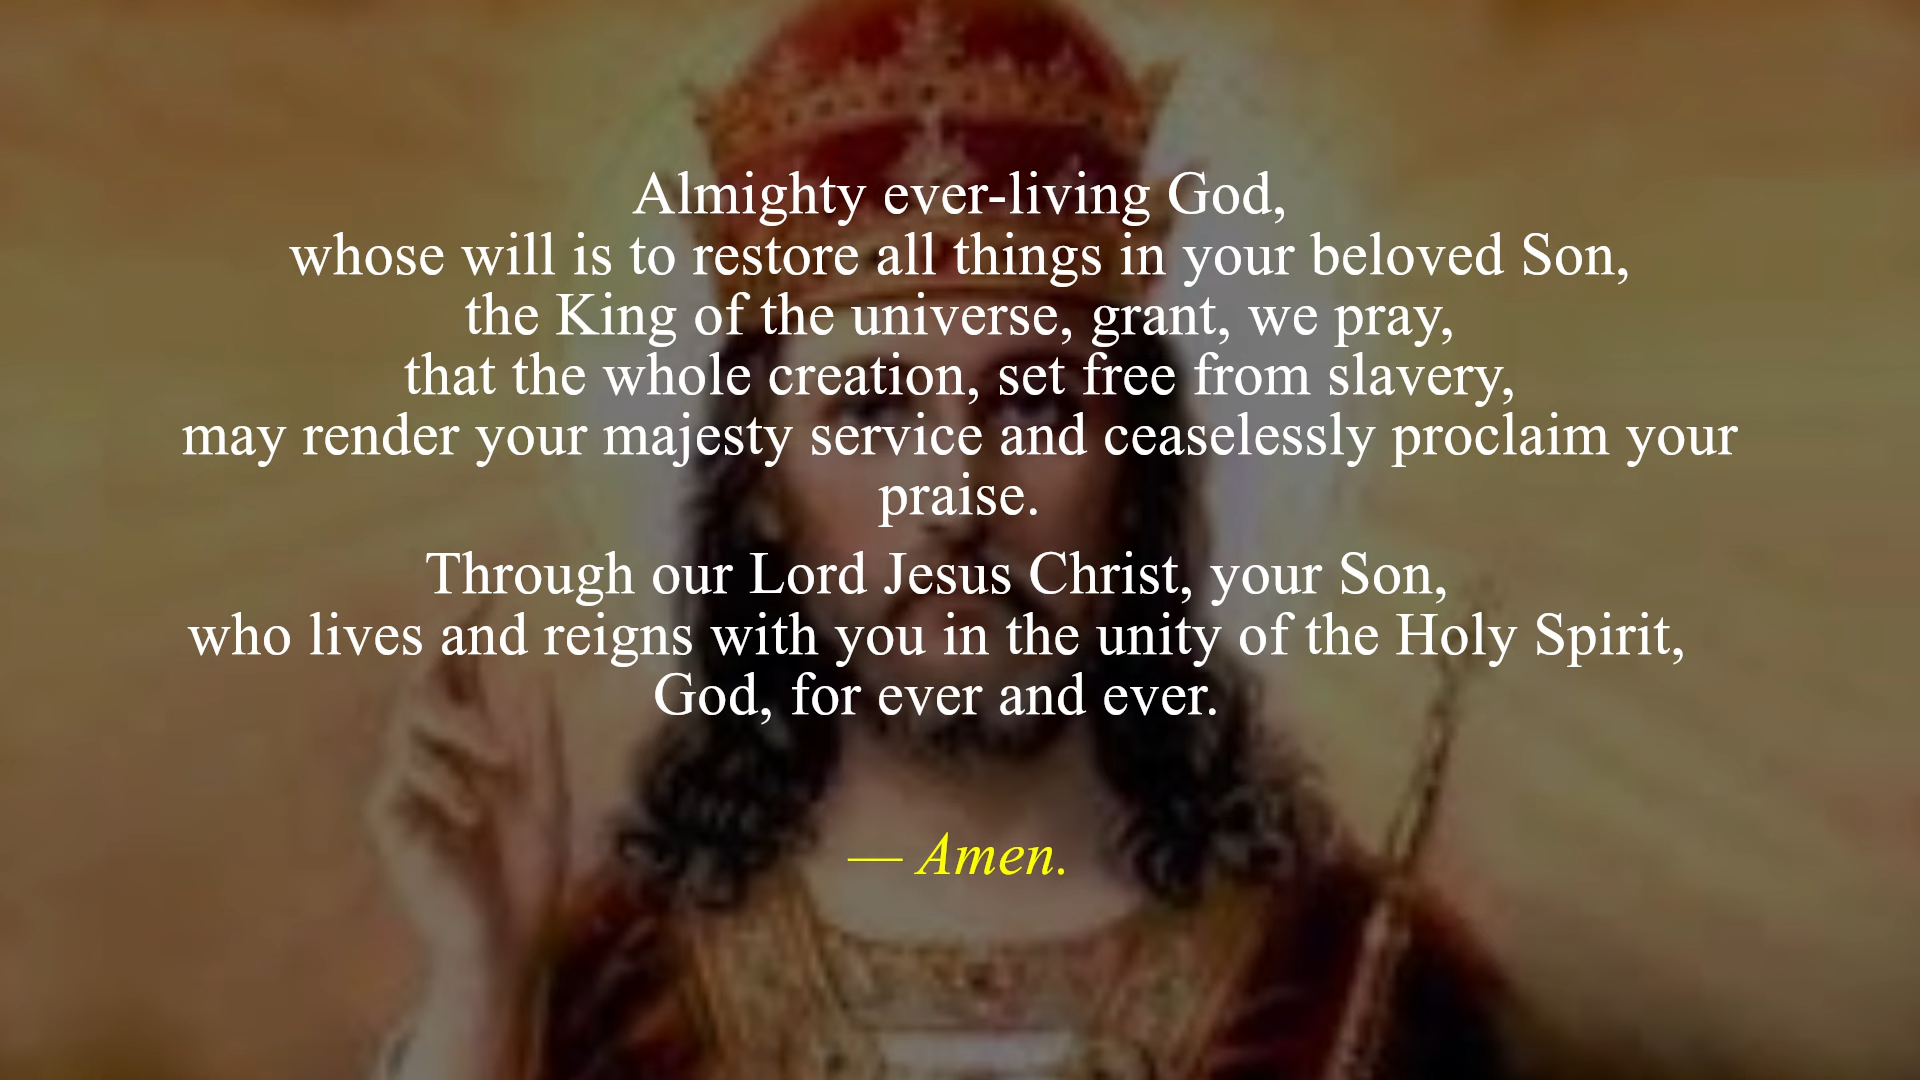 Almighty ever-living God,
whose will is to restore all things in your beloved Son,
the King of the universe, grant, we pray,
that the whole creation, set free from slavery,
may render your majesty service and ceaselessly proclaim your
praise.
Through our Lord Jesus Christ, your Son,
who lives and reigns with you in the unity of the Holy Spirit,
God, for ever and ever.
— Amen.